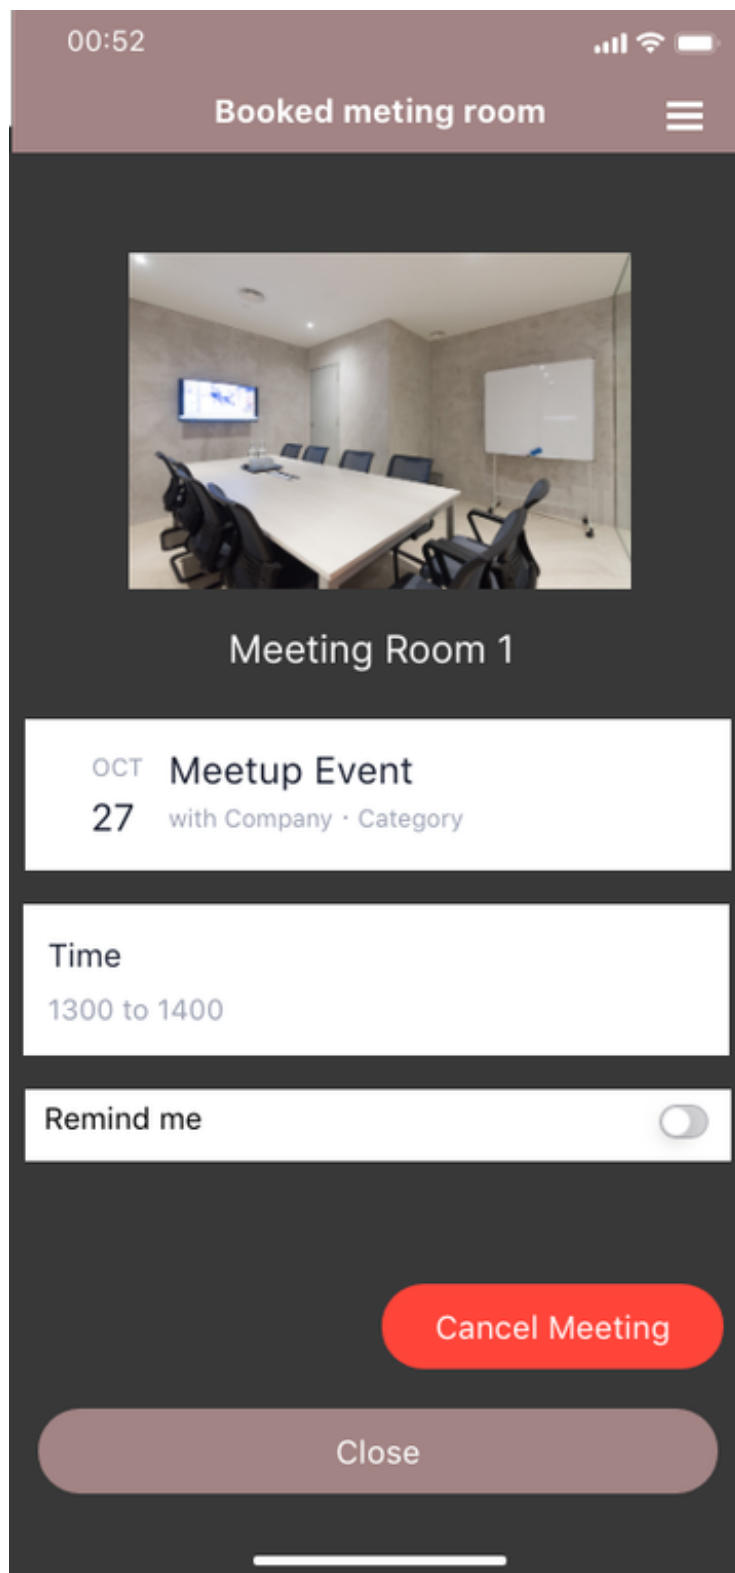 00:52
Booked meting room
Meeting Room 1
OCT Meetup Event
27 with Company · Category
Time
1300 to 1400
Remind me
Cancel Meeting
Close